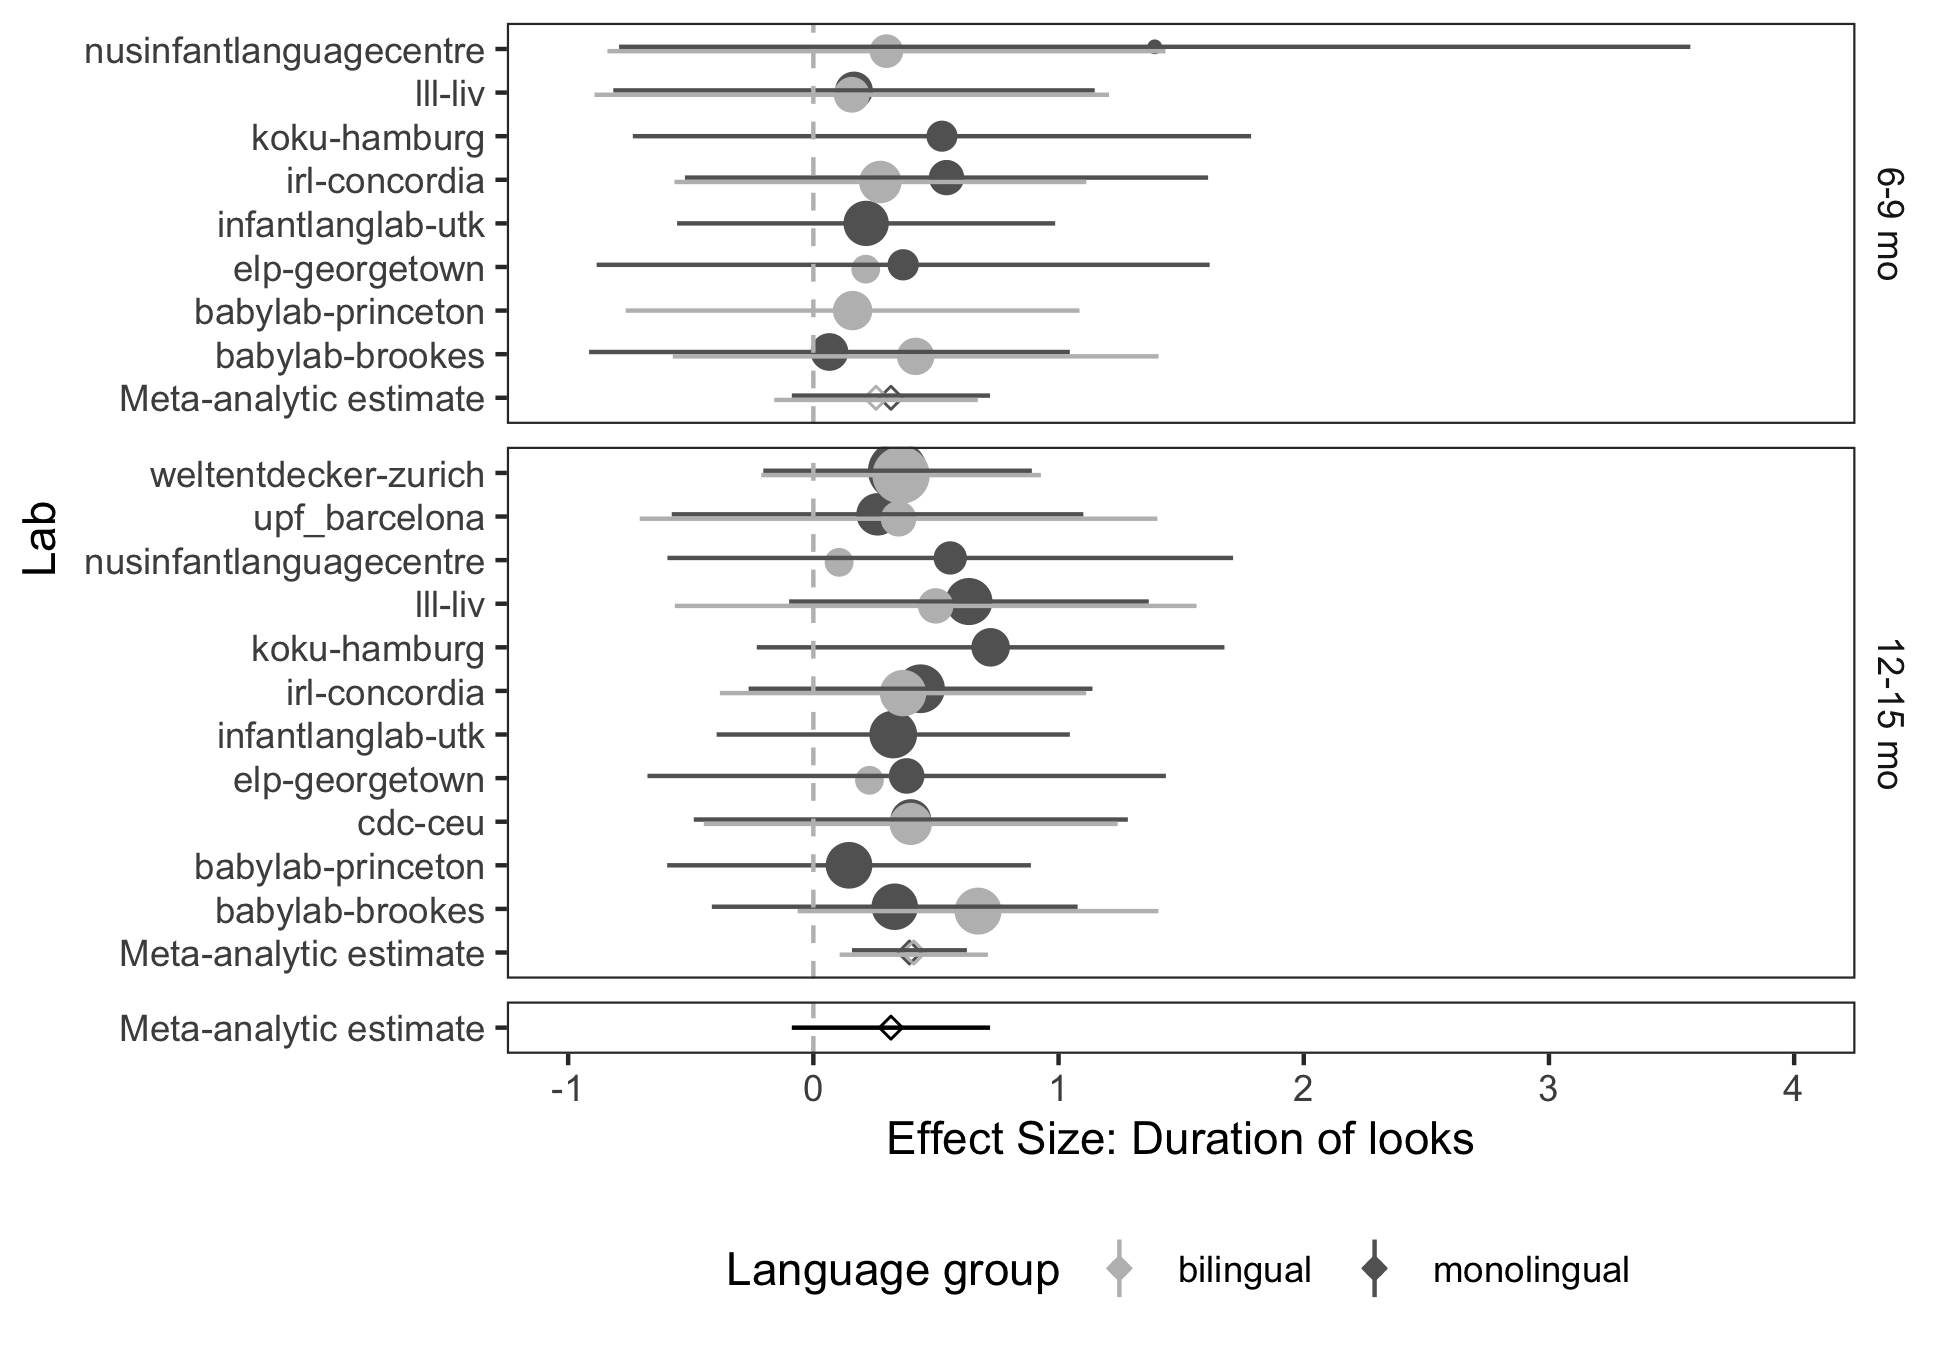 nusinfantlanguagecentre
lll-liv
koku-hamburg
irl-concordia
infantlanglab-utk
elp-georgetown
babylab-princeton
babylab-brookes
Meta-analytic estimate
6-9 mo
weltentdecker-zurich
upf_barcelona
nusinfantlanguagecentre
lll-liv
koku-hamburg
irl-concordia
infantlanglab-utk
elp-georgetown
cdc-ceu
babylab-princeton
babylab-brookes
Meta-analytic estimate
12-15 mo
Meta-analytic estimate
Lab
-1 0 1 2 3 4
Effect Size: Duration of looks
Language group bilingual monolingual